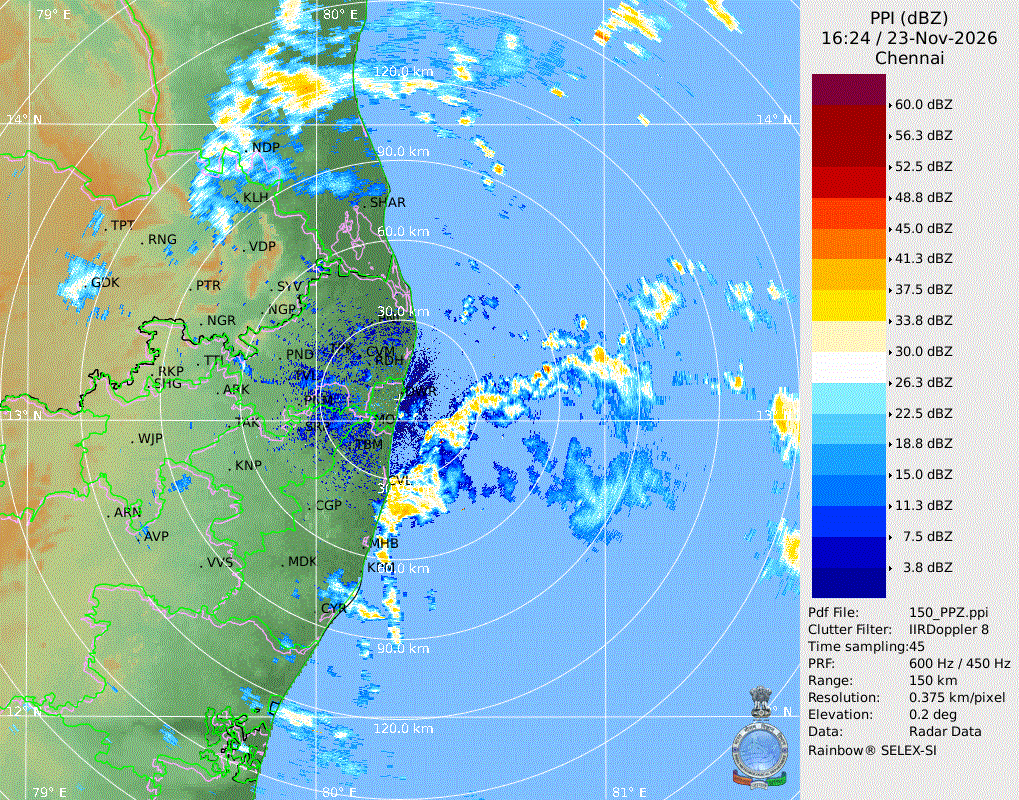 PPI (dBZ)
16:24 / 23-Nov-2026
Chennai
60.0 dBZ
56.3 dBZ
52.5 dBZ
48.8 dBZ
45.0 dBZ
41.3 dBZ
37.5 dBZ
33.8 dBZ
30.0 dBZ
26.3 dBZ
22.5 dBZ
18.8 dBZ
15.0 dBZ
11.3 dBZ
7.5 dBZ
3.8 dBZ
Pdf File: 150_PPZ.ppi
Clutter Filter: IIRDoppler 8
Time sampling:45
PRF: 600 Hz / 450 Hz
Range: 150 km
Resolution: 0.375 km/pixel
Elevation: 0.2 deg
Data: Radar Data
Rainbow® SELEX-SI
79° E
80° E
120.0 km
14° N
14° N
NDP
90.0 km
KLH
SHAR
TPT
RNG
VDP
60.0 km
GDK
PTR
SYV
NGP
30.0 km
NGR
PND
TTI
RKP
SHG
ARK
13° N
13
TAK
WJP
TBM
KNP
CVL
CGP
ARN
AVP
MHB
VVS
MDK
60.0 km
CYR
90.0 km
12° N
° N
120.0 km
79° E
80° E
81° E